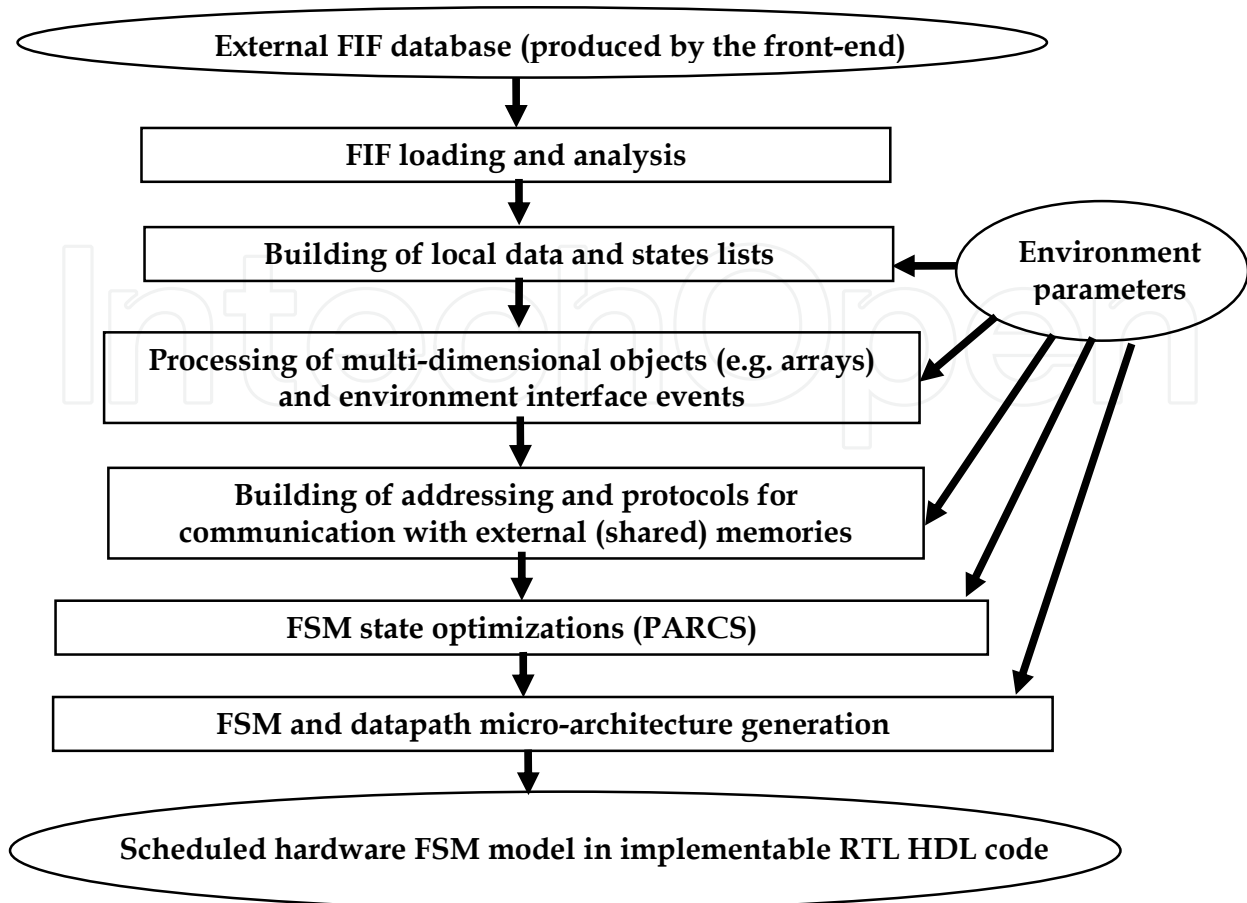 External FIF database (produced by the front-end)
FIF loading and analysis
Building of local data and states lists
Environment
parameters
Processing of multi-dimensional objects (e.g. arrays)
and environment interface events
Building of addressing and protocols for
communication with external (shared) memories
FSM state optimizations (PARCS)
FSM and datapath micro-architecture generation
Scheduled hardware FSM model in implementable RTL HDL code
IntechOpen